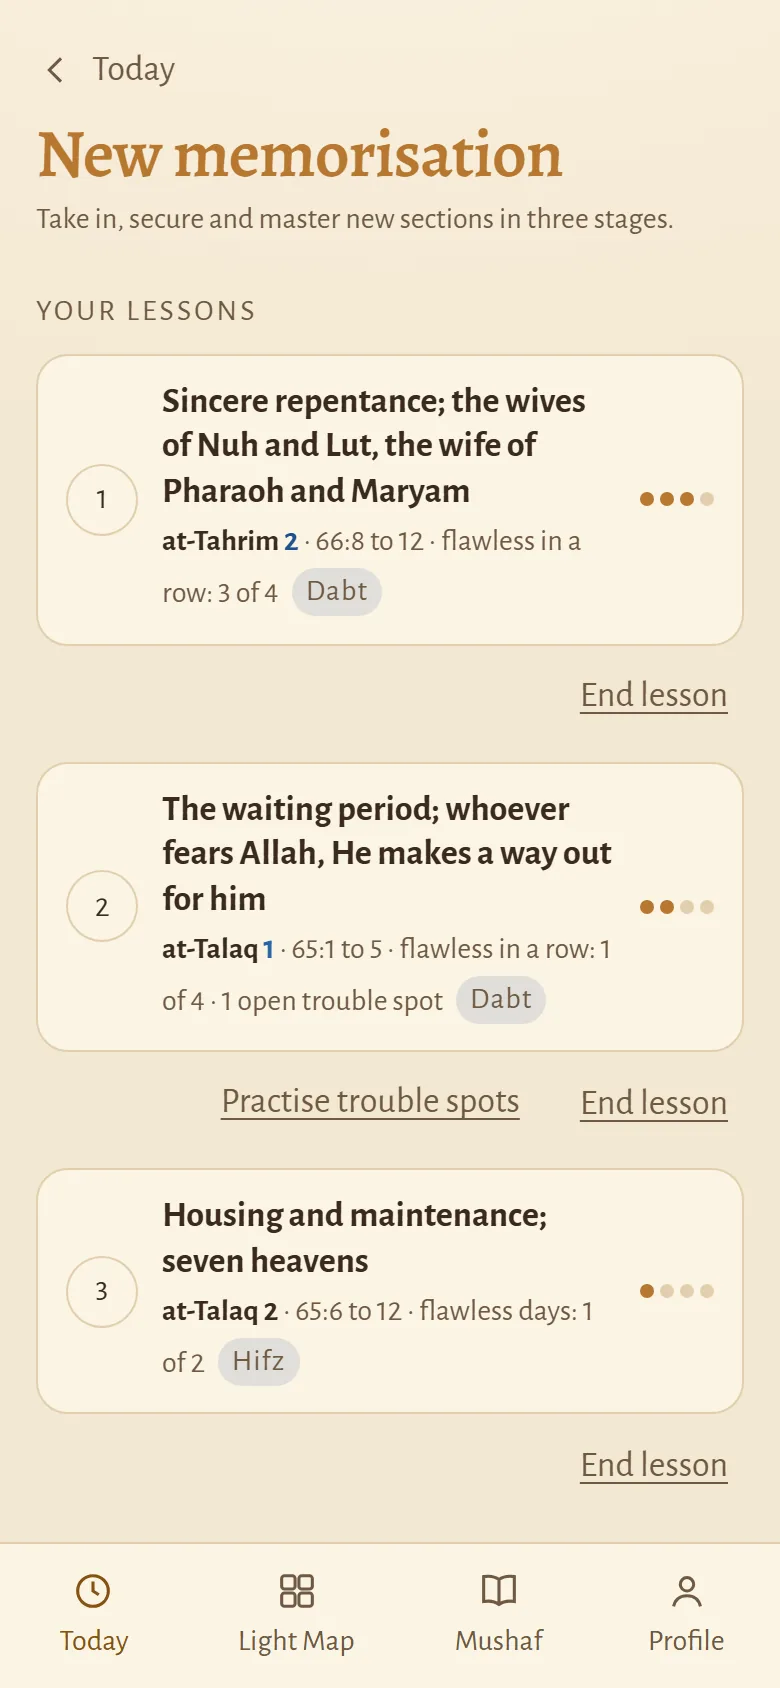 Today
New memorisation
Take in, secure and master new sections in three stages.
YOUR LESSONS
1
Sincere repentance; the wives
of Nuh and Lut, the wife of
Pharaoh and Maryam
at-Tahrim 2 · 66:8 to 12 · flawless in a
row: 3 of 4 Dabt
End lesson
2
The waiting period; whoever
fears Allah, He makes a way out
for him
at-Talaq 1 · 65:1 to 5 · flawless in a row: 1
of 4 · 1 open trouble spot Dabt
Practise trouble spots End lesson
3
Housing and maintenance;
seven heavens
at-Talaq 2 · 65:6 to 12 · flawless days: 1
of 2 Hifz
End lesson
Today Light Map Mushaf Profile